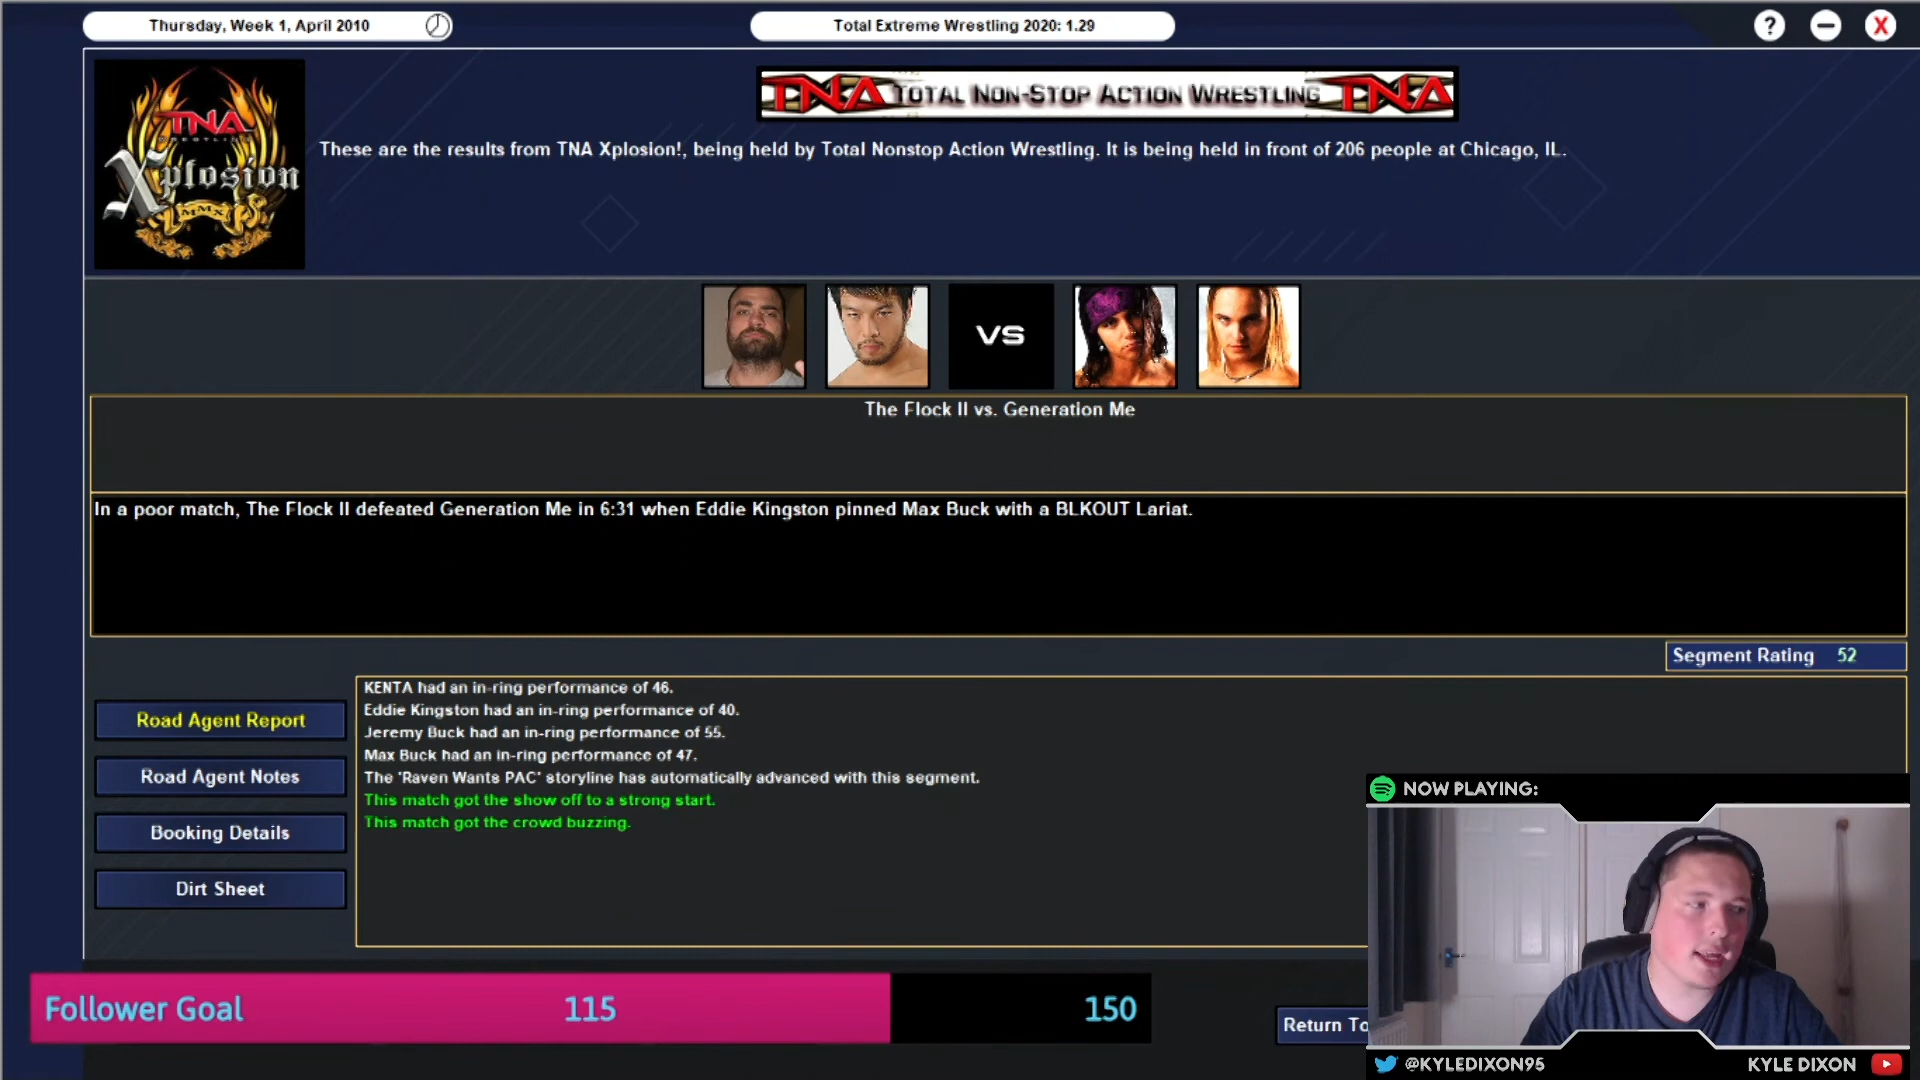 Thursday, Week 1, April 2010
Total Extreme Wrestling 2020: 1.29
?
X
TNA TOTAL NON-STOP ACTION WRESTLING TNA
TNA
WRESTLING
Xplosion
MMX
These are the results from TNA Xplosion!, being held by Total Nonstop Action Wrestling. It is being held in front of 206 people at Chicago, IL.
VS
The Flock II vs. Generation Me
In a poor match, The Flock II defeated Generation Me in 6:31 when Eddie Kingston pinned Max Buck with a BLKOUT Lariat.
Segment Rating 52
Road Agent Report
Road Agent Notes
Booking Details
Dirt Sheet
KENTA had an in-ring performance of 46.
Eddie Kingston had an in-ring performance of 40.
Jeremy Buck had an in-ring performance of 55.
Max Buck had an in-ring performance of 47.
The 'Raven Wants PAC' storyline has automatically advanced with this segment.
This match got the show off to a strong start.
This match got the crowd buzzing.
NOW PLAYING:
Follower Goal 115 150
Return To
@KYLEDIXON95 KYLE DIXON